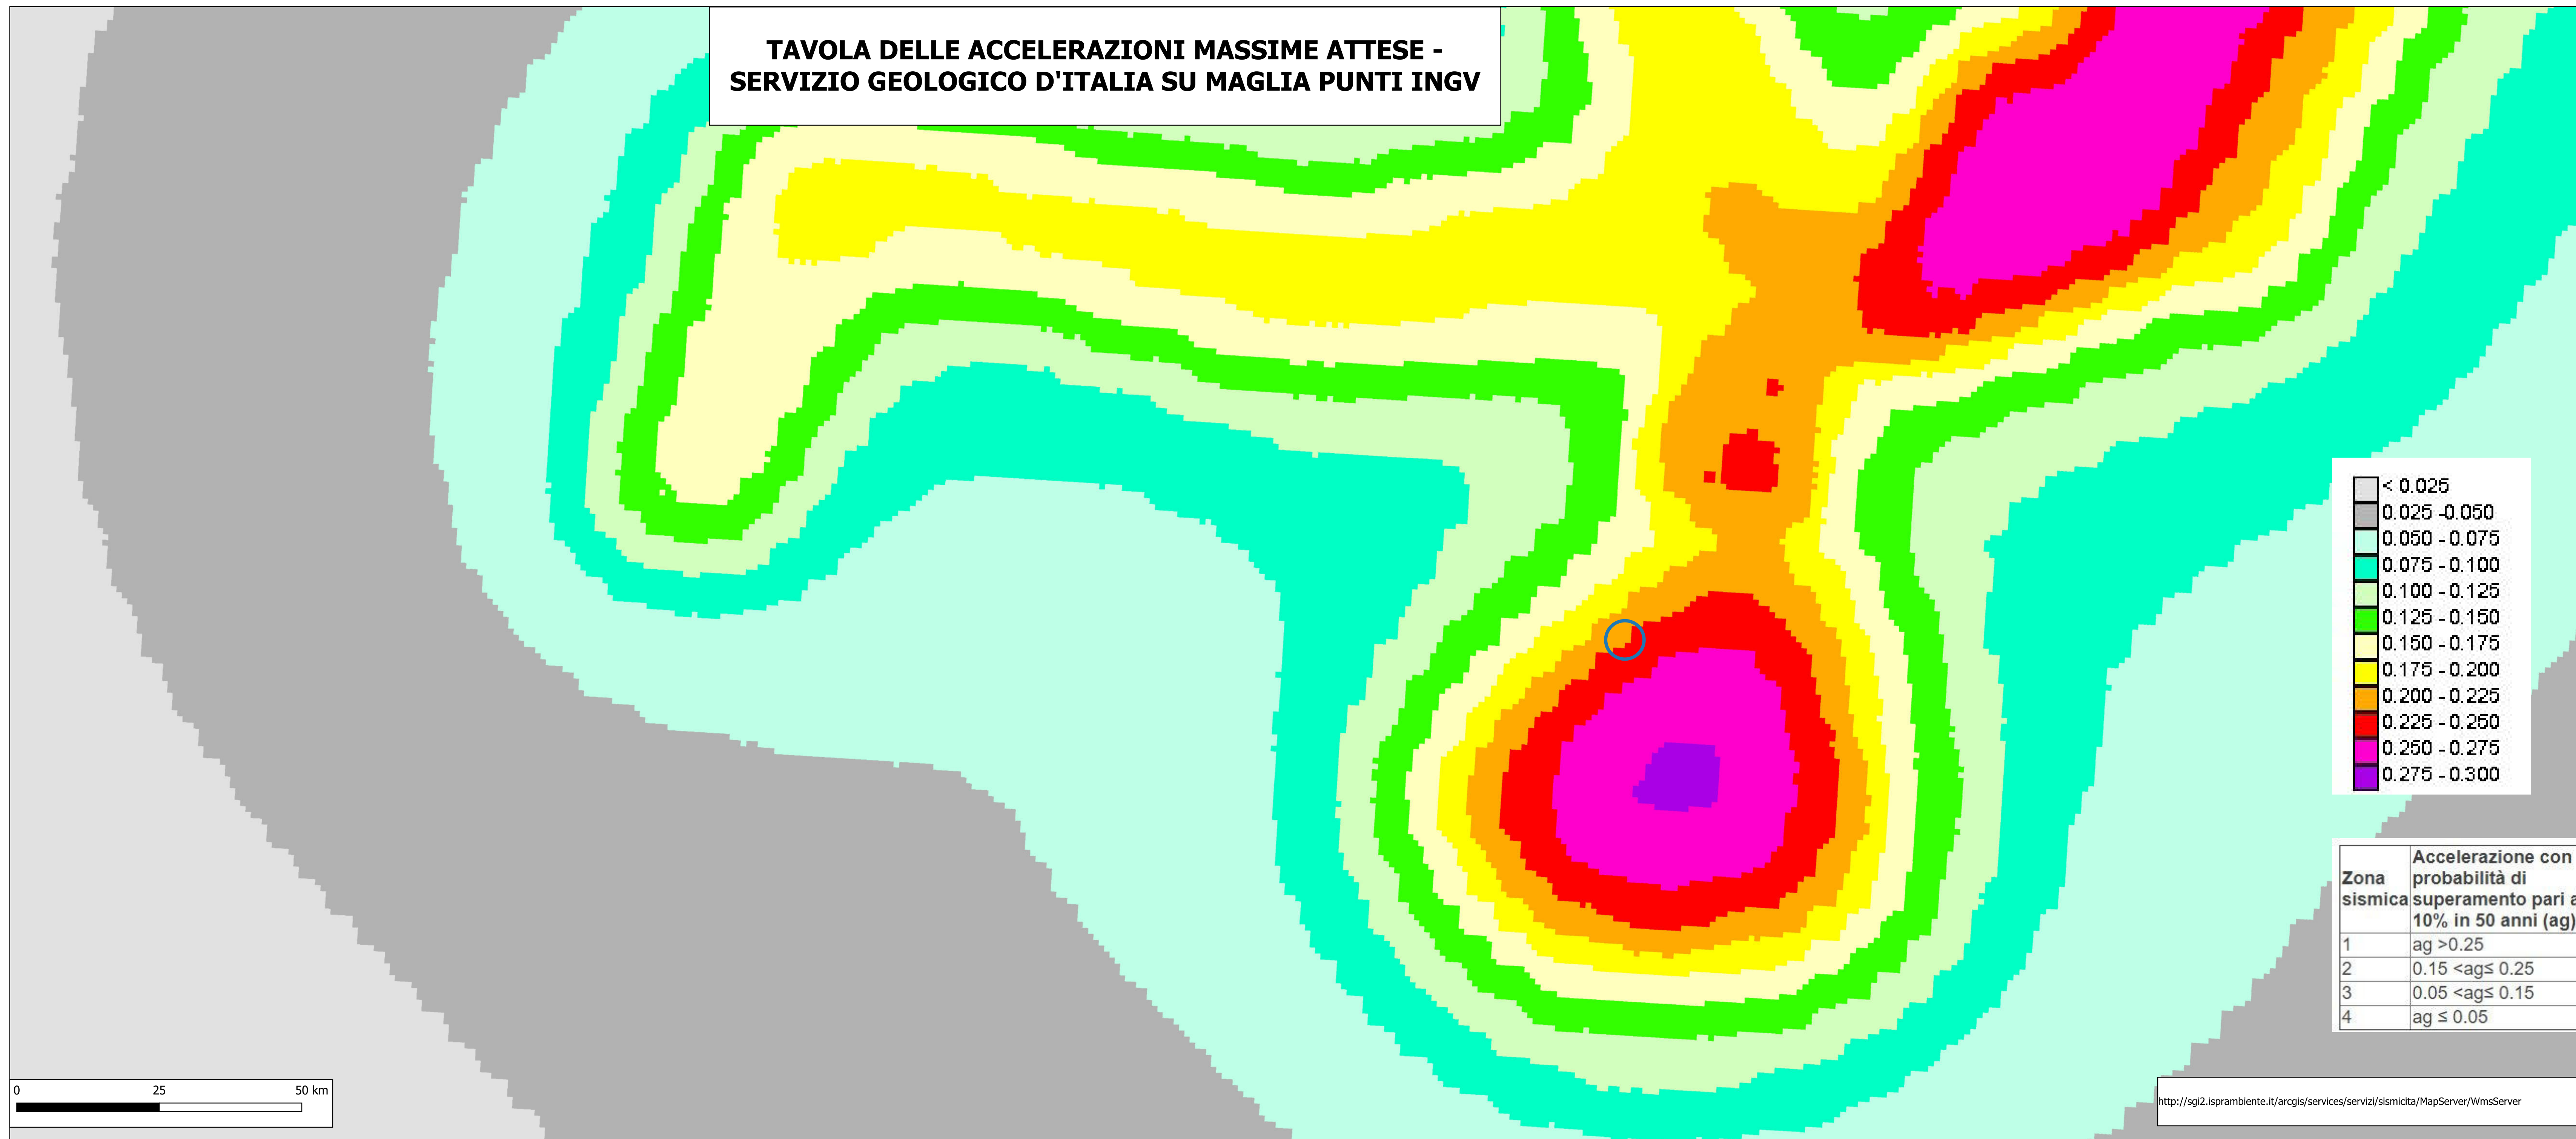 TAVOLA DELLE ACCELERAZIONI MASSIME ATTESE -
SERVIZIO GEOLOGICO D'ITALIA SU MAGLIA PUNTI INGV
< 0.025
0.025 -0.050
0.050 - 0.075
0.075 - 0.100
0.100 - 0.125
0.125 - 0.150
0.150 - 0.175
0.175 - 0.200
0.200 - 0.225
0.225 - 0.250
0.250 - 0.275
0.275 - 0.300
Zona sismica
Accelerazione con
probabilità di
superamento pari a
10% in 50 anni (ag)
1 ag >0.25
2 0.15 <ag≤ 0.25
3 0.05 <ag≤ 0.15
4 ag ≤ 0.05
0 25 50 km
http://sgi2.isprambiente.it/arcgis/services/servizi/sismicita/MapServer/WmsServer